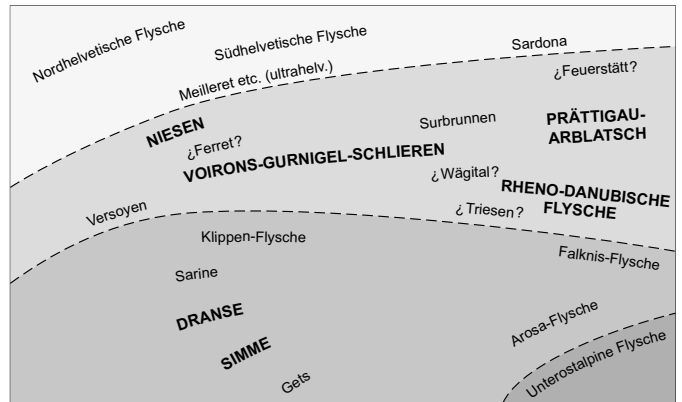 Nordhelvetische Flysche
Südhelvetische Flysche
Sardona
Meilleret etc. (ultrahelv.)
¿Feuerstätt?
NIESEN
¿Ferret?
Surbrunnen
PRÄTTIGAU-
ARBLATSCH
VOIRONS-GURNIGEL-SCHLIEREN
¿Wägital?
RHENO-DANUBISCHE
FLYSCHE
Versoyen
¿Triesen?
Klippen-Flysche
Falknis-Flysche
Sarine
DRANSE
Arosa-Flysche
SIMME
Gets
Unterostalpine Flysche